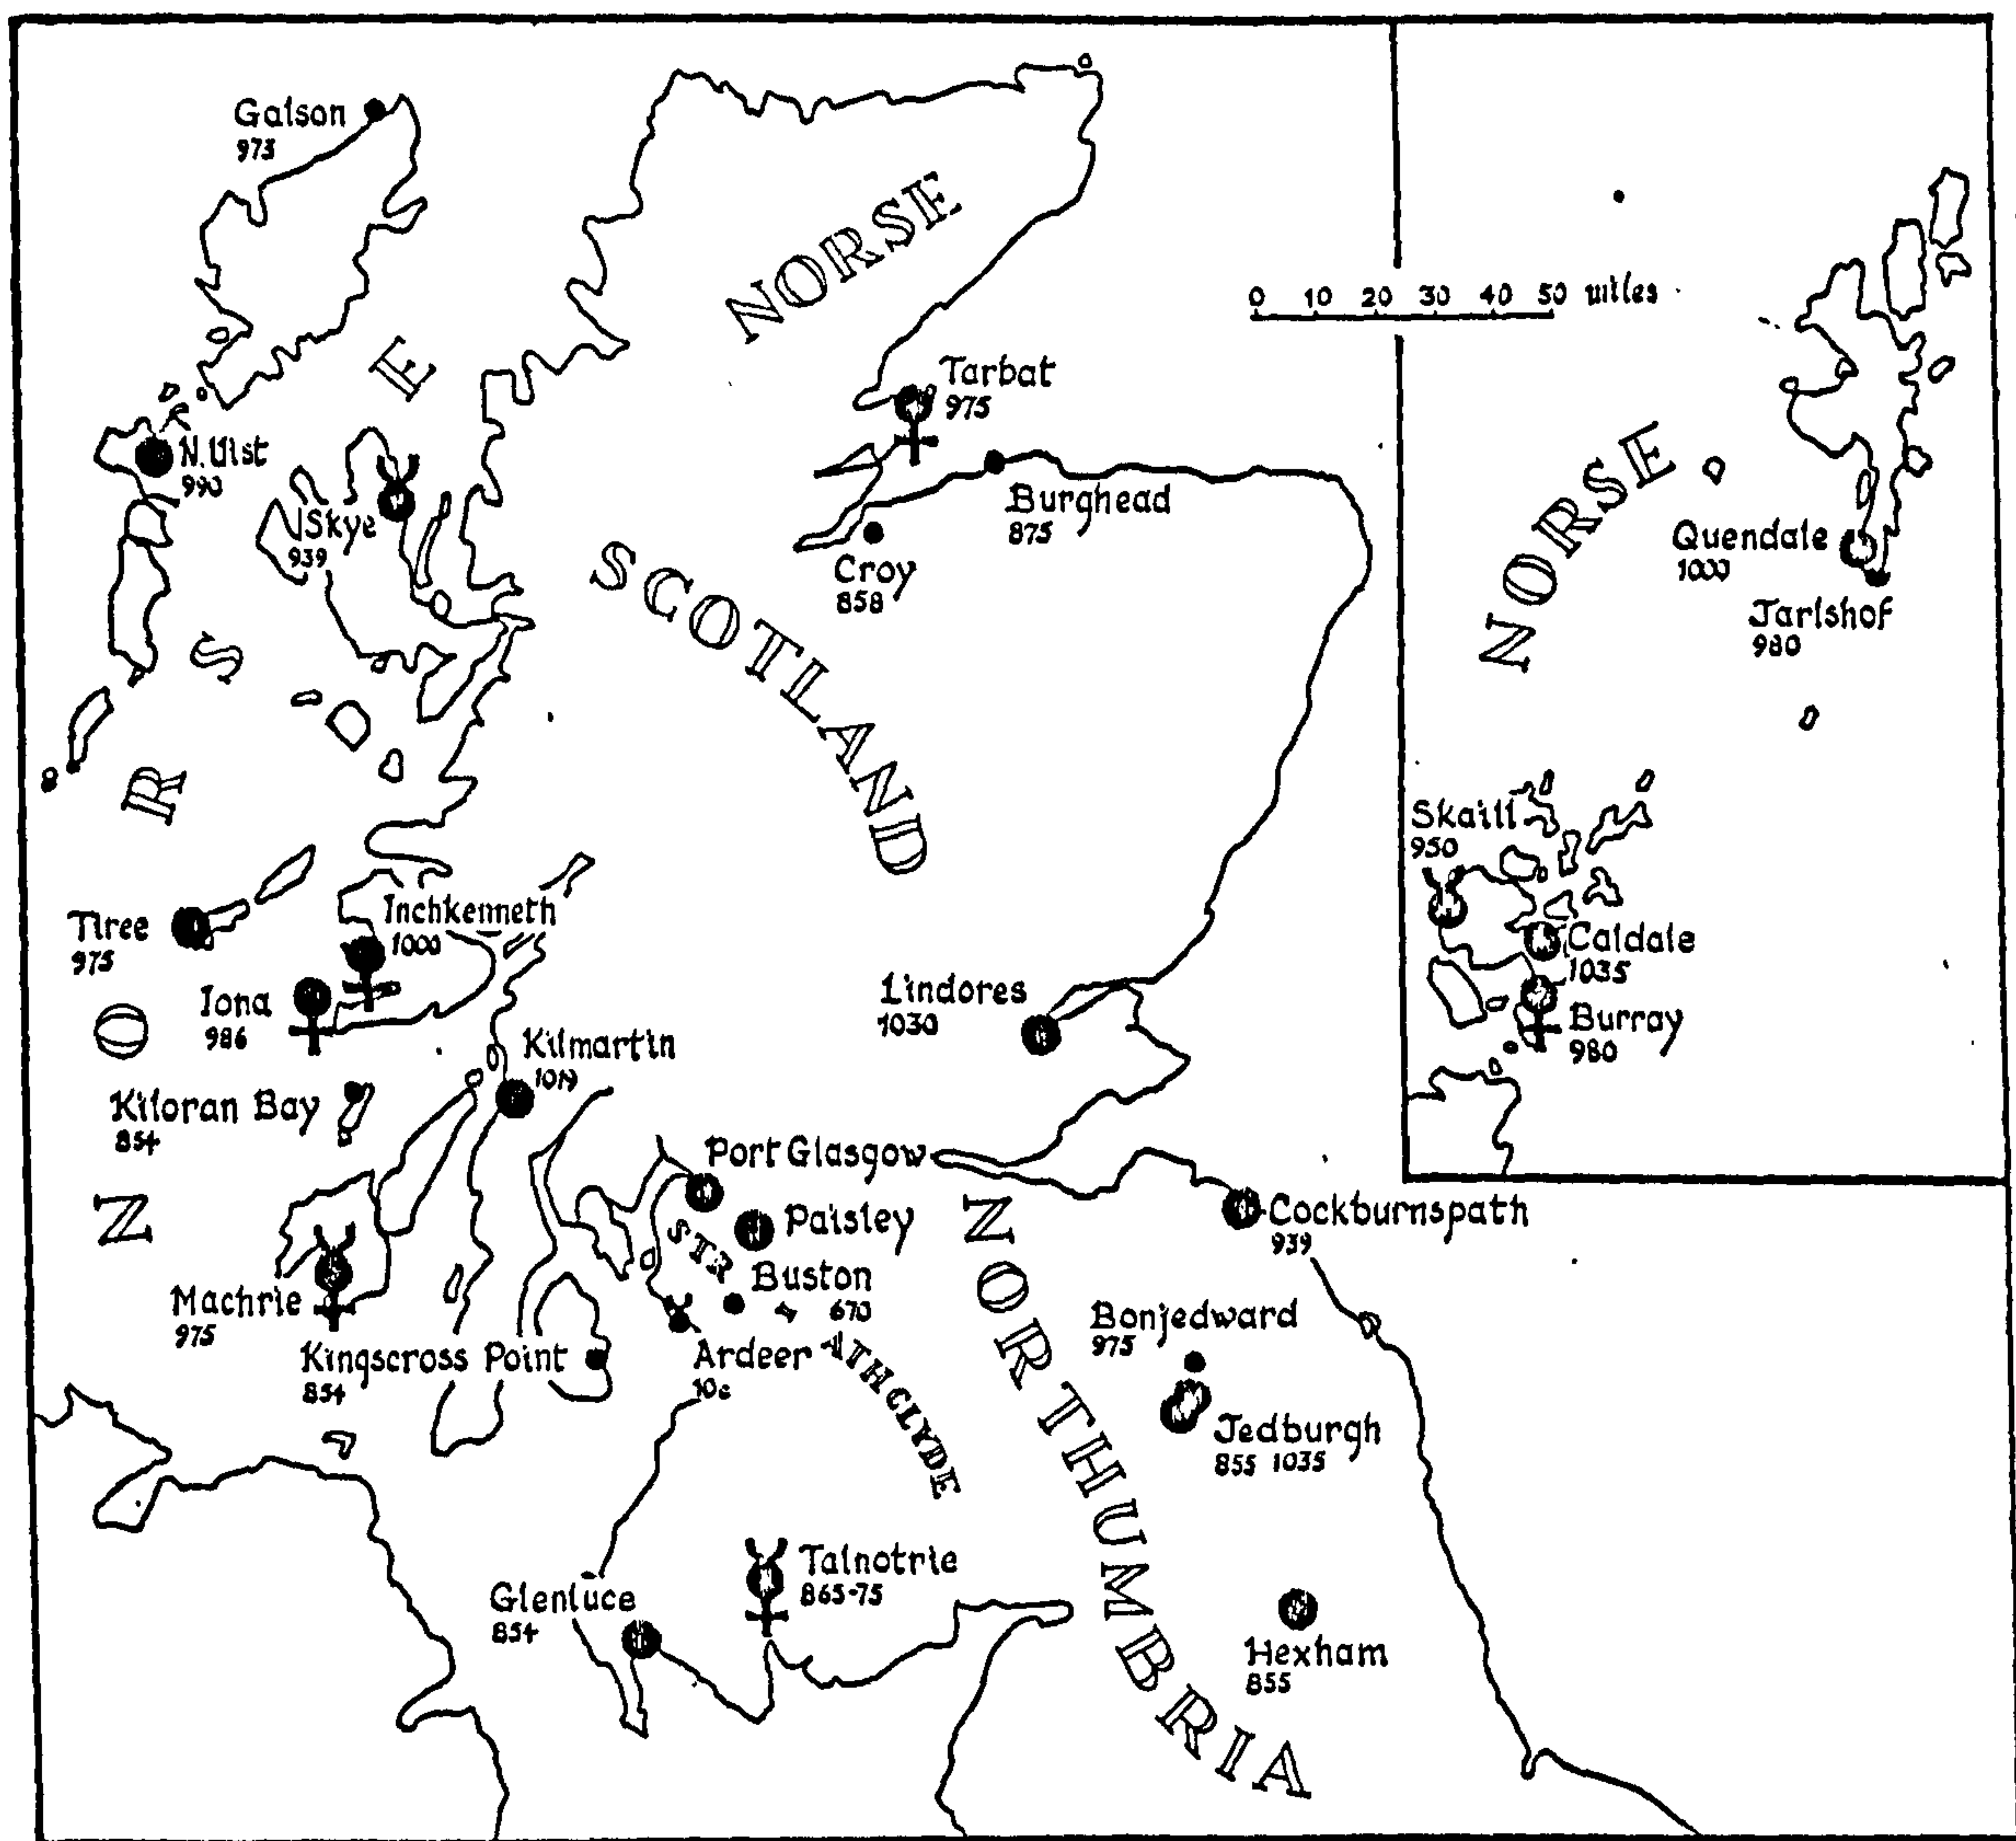 Galson
973
NORSE
0 10 20 30 40 50 miles
Tarbat
975
N. Uist
990
Skye
939
Burghead
875
Croy
858
SCOTLAND
NORSE
Quendale
1000
Jarlshof
980
Skaill
950
Caldale
1035
Burray
980
Tiree
975
Inchkenneth
1000
Iona
986
Lindores
1030
Kilmartin
Kiloran Bay
854
NORSE
Port Glasgow
Paisley
Cockburnspath
939
Buston
670
STRATHCLYDE
Machrie
975
Kingscross Point
854
Ardeer
10c
Bonjedward
975
Jedburgh
855 1035
NORTHUMBRIA
Talnotrie
865-75
Glenluce
854
Hexham
855